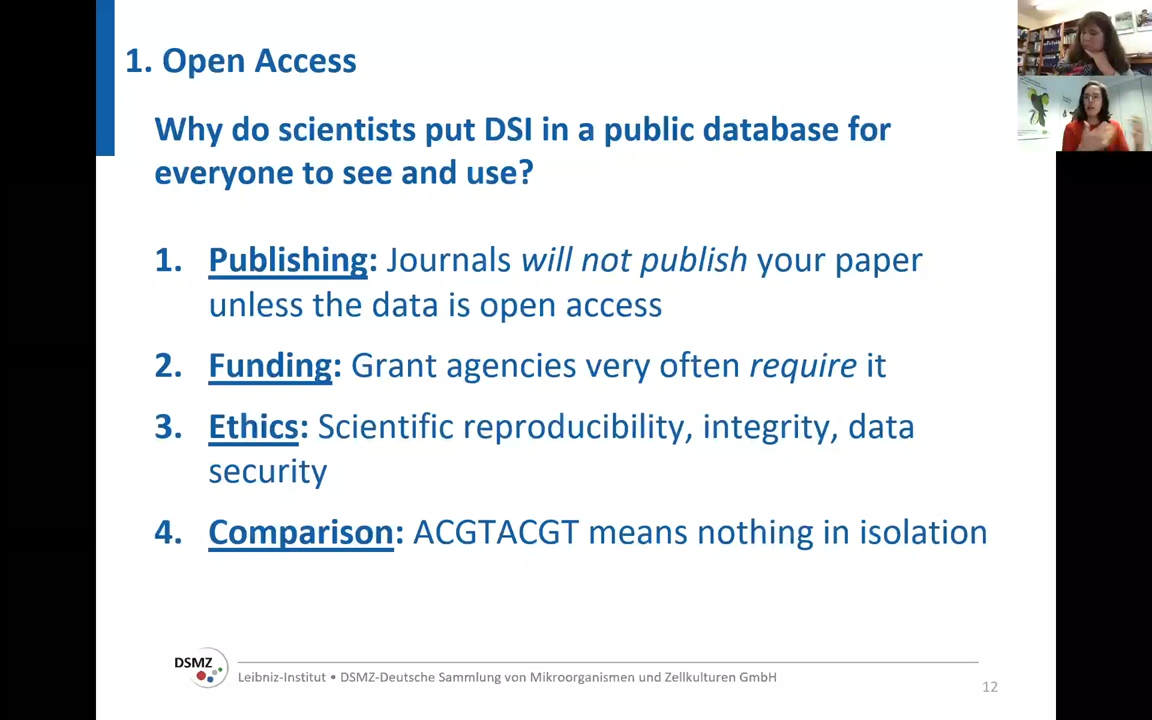 1. Open Access
Why do scientists put DSI in a public database for
everyone to see and use?
1. Publishing: Journals will not publish your paper
unless the data is open access
2. Funding: Grant agencies very often require it
3. Ethics: Scientific reproducibility, integrity, data
security
4. Comparison: ACGTACGT means nothing in isolation
DSMZ
Leibniz-Institut • DSMZ-Deutsche Sammlung von Mikroorganismen und Zellkulturen GmbH
12